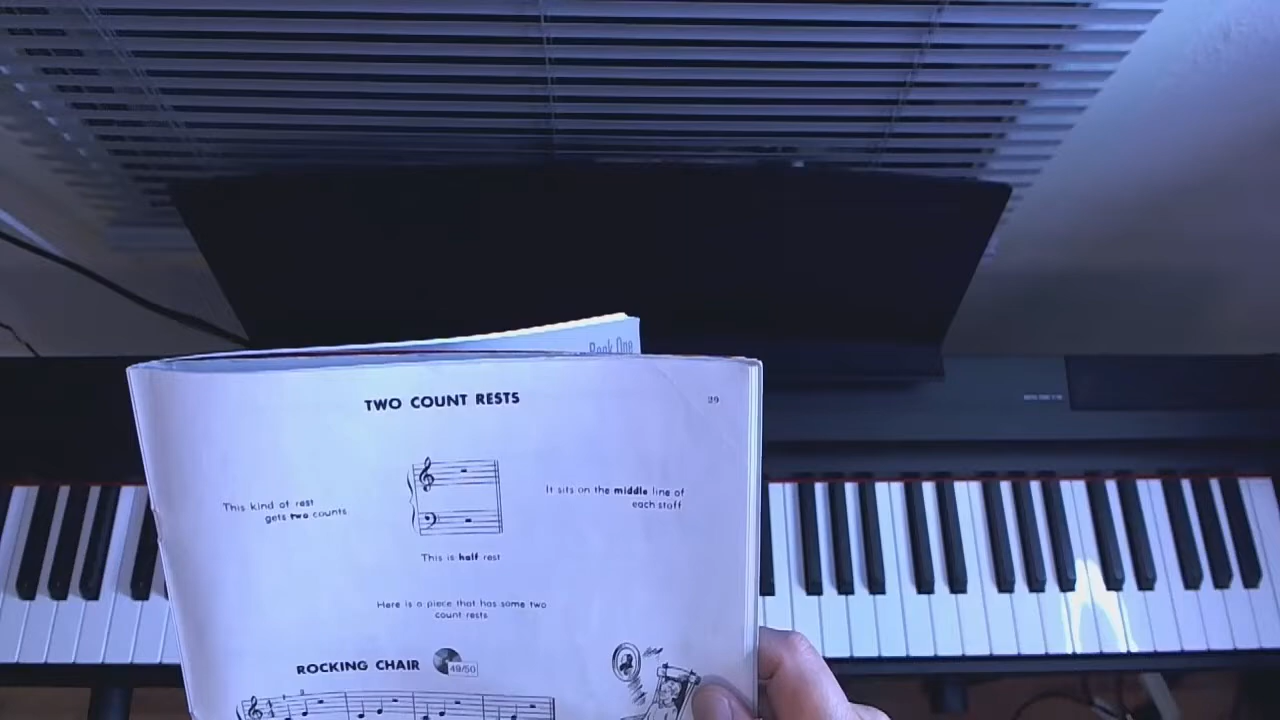 Book One
TWO COUNT RESTS
29
This kind of rest
gets two counts
It sits on the middle line of
each staff
This is half rest
Here is a piece that has some two
count rests
ROCKING CHAIR
49/50